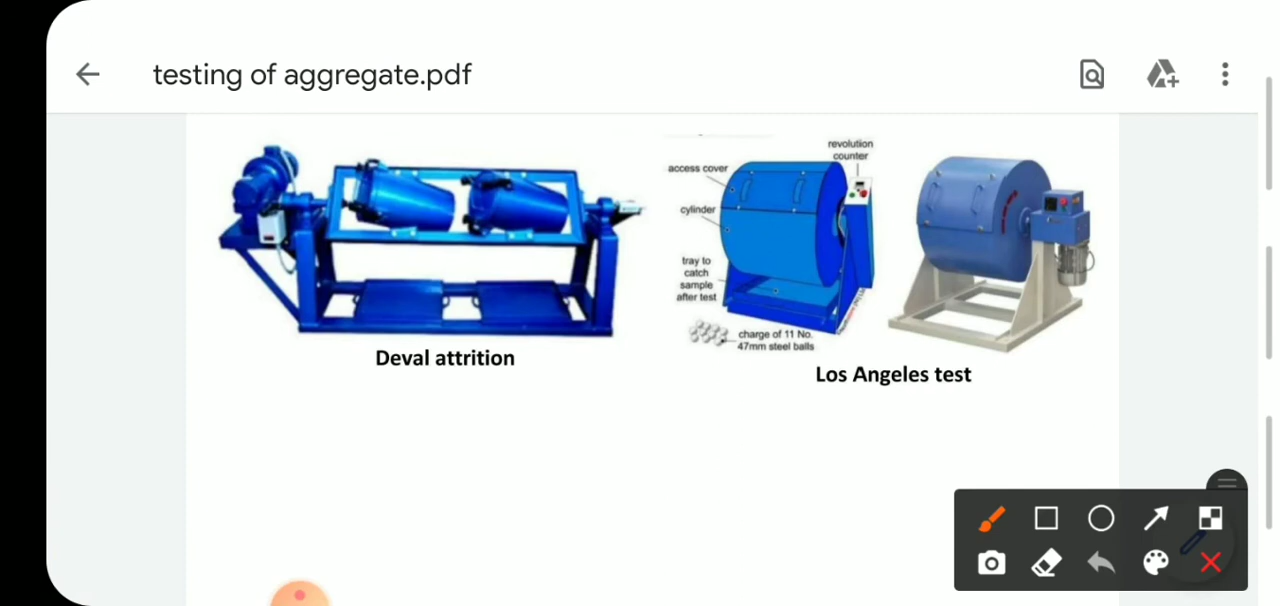 testing of aggregate.pdf
revolution
counter
access cover
cylinder
tray to
catch
sample
after test
charge of 11 No.
47mm steel balls
Deval attrition
Los Angeles test